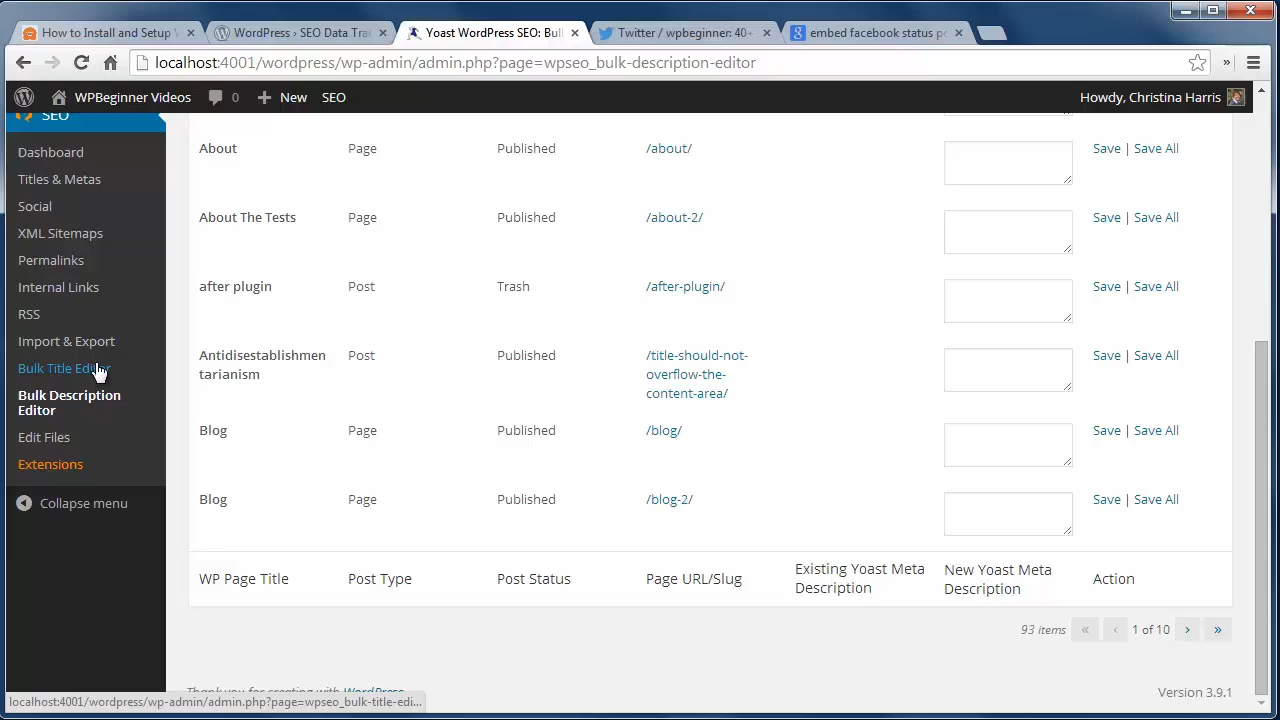 How to Install and Setup
WordPress › SEO Data Tra
Yoast WordPress SEO: Bul
Twitter / wpbeginner: 40+
embed facebook status po
localhost:4001/wordpress/wp-admin/admin.php?page=wpseo_bulk-description-editor
WPBeginner Videos
0
New
SEO
Howdy, Christina Harris
SEO
Dashboard
Titles & Metas
Social
XML Sitemaps
Permalinks
Internal Links
RSS
Import & Export
Bulk Title Editor
Bulk Description
Editor
Edit Files
Extensions
Collapse menu
About Page Published /about/ Save | Save All
About The Tests Page Published /about-2/ Save | Save All
after plugin Post Trash /after-plugin/ Save | Save All
Antidisestablishmen Post Published /title-should-not- Save | Save All
tarianism overflow-the-
content-area/
Blog Page Published /blog/ Save | Save All
Blog Page Published /blog-2/ Save | Save All
WP Page Title Post Type Post Status Page URL/Slug Existing Yoast Meta New Yoast Meta Action
Description Description
93 items « ‹ 1 of 10 › »
Thank you for creating with WordPress.
Version 3.9.1
localhost:4001/wordpress/wp-admin/admin.php?page=wpseo_bulk-title-edi...